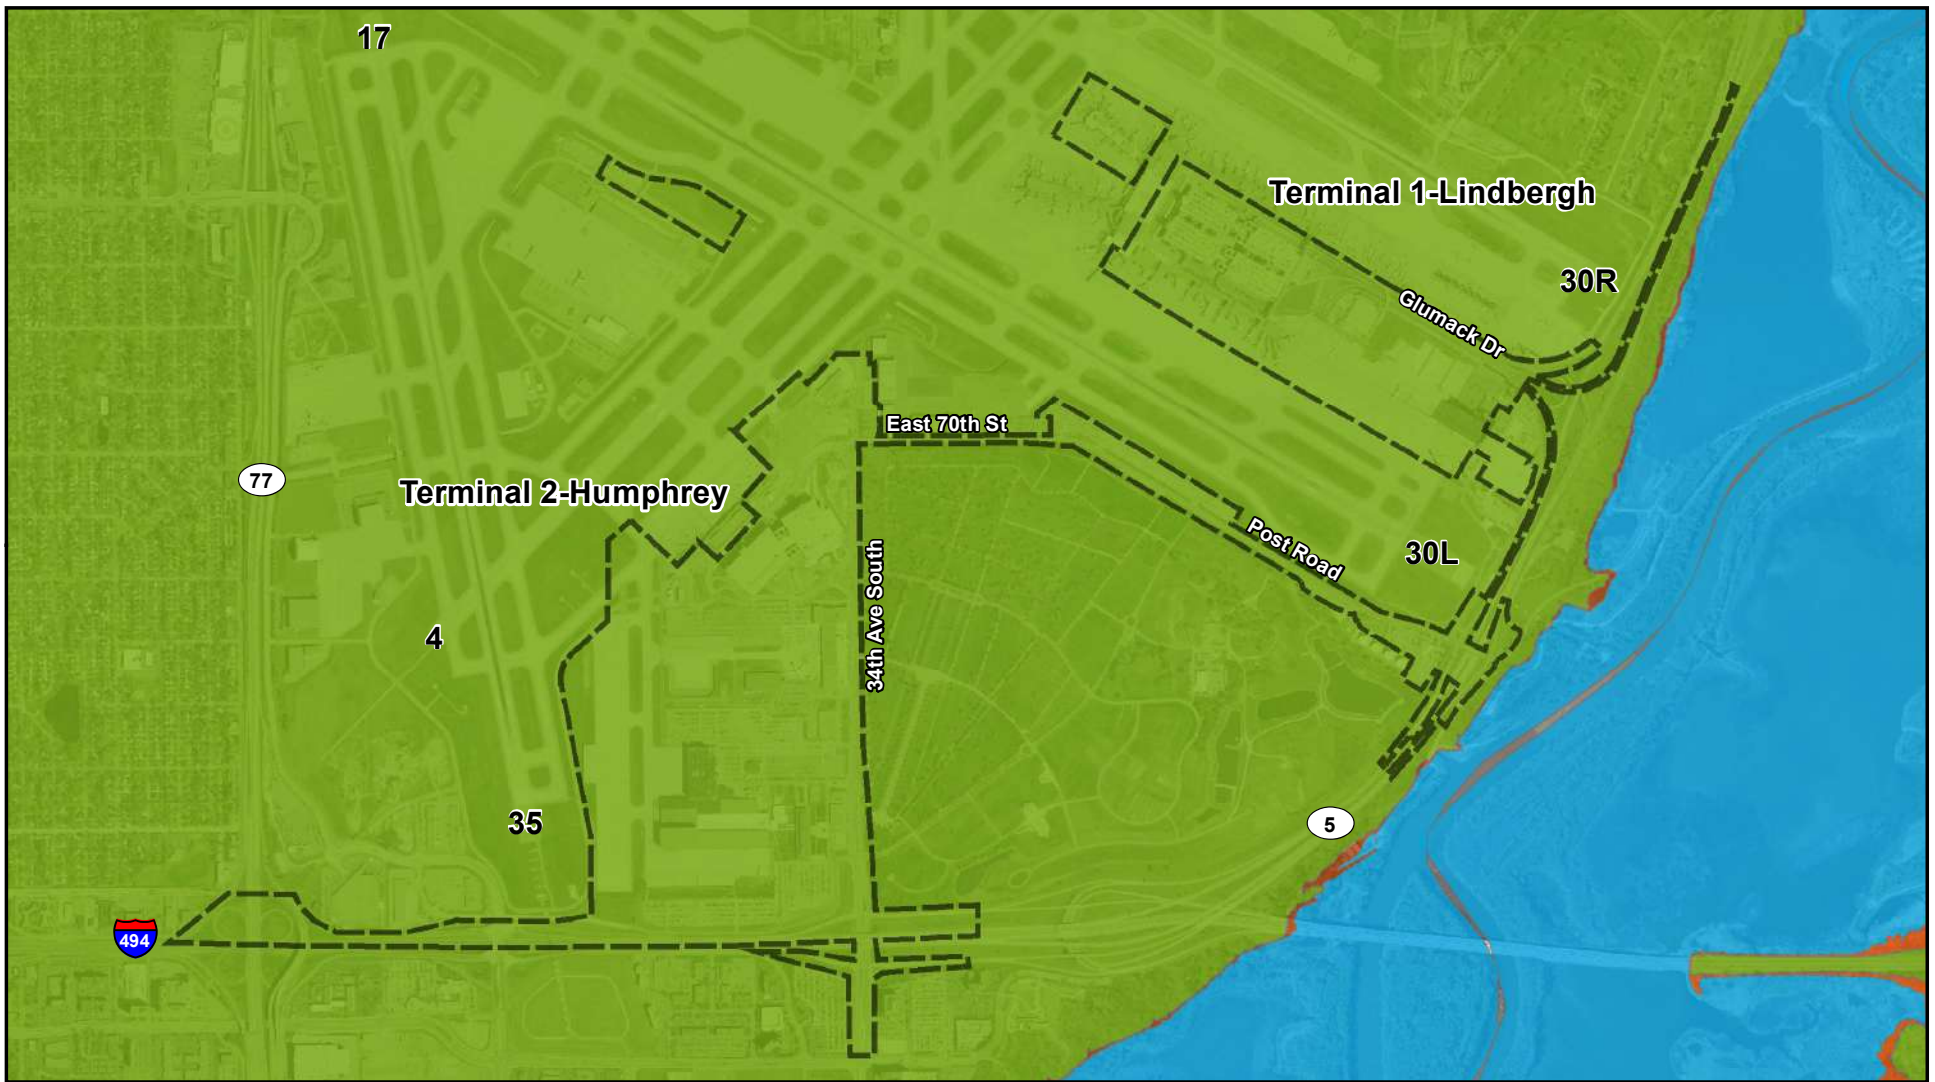 17
Terminal 1-Lindbergh
30R
Glumack Dr
East 70th St
77
Terminal 2-Humphrey
Post Road
30L
34th Ave South
4
35
5
494